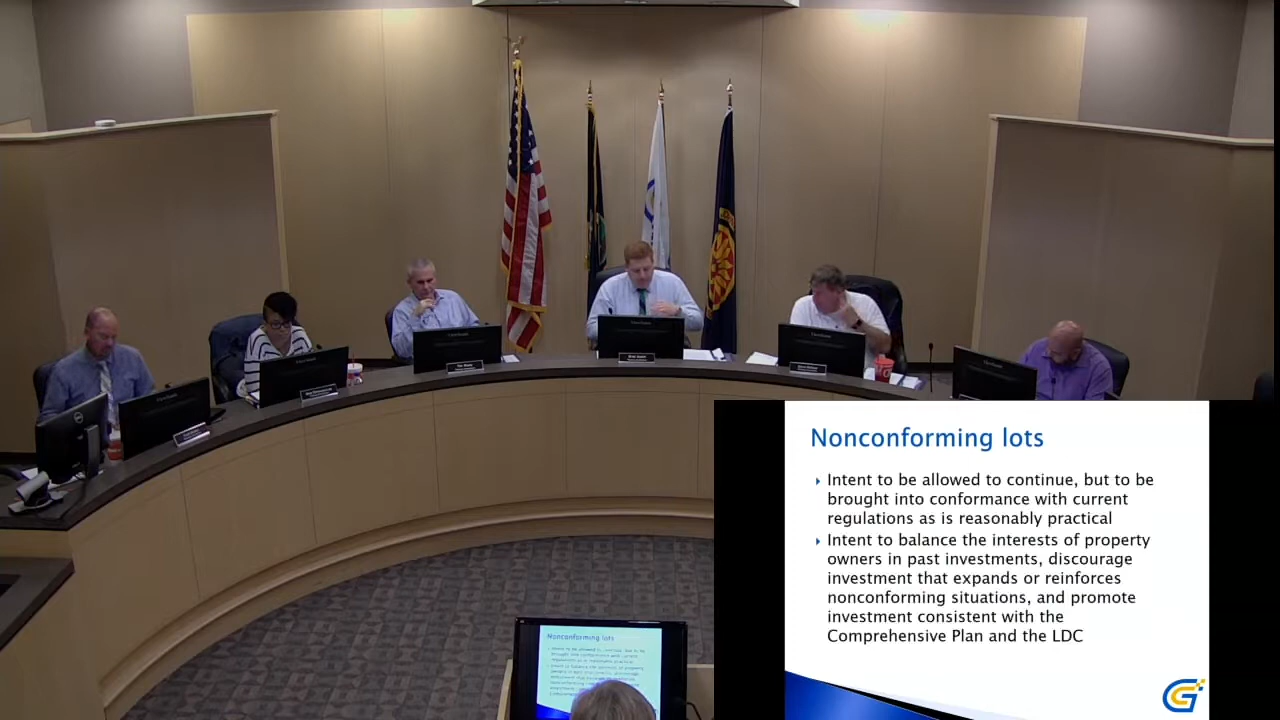 Nonconforming lots
Intent to be allowed to continue, but to be
brought into conformance with current
regulations as is reasonably practical
Intent to balance the interests of property
owners in past investments, discourage
investment that expands or reinforces
nonconforming situations, and promote
investment consistent with the
Comprehensive Plan and the LDC
G
Nonconforming lots